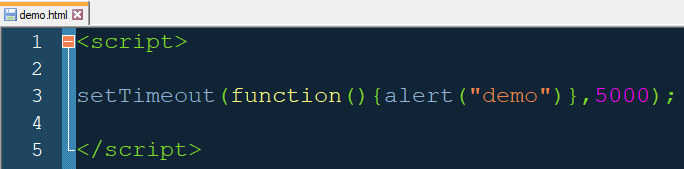 demo.html
1 <script>
2
3 setTimeout(function(){alert("demo")},5000);
4
5 </script>